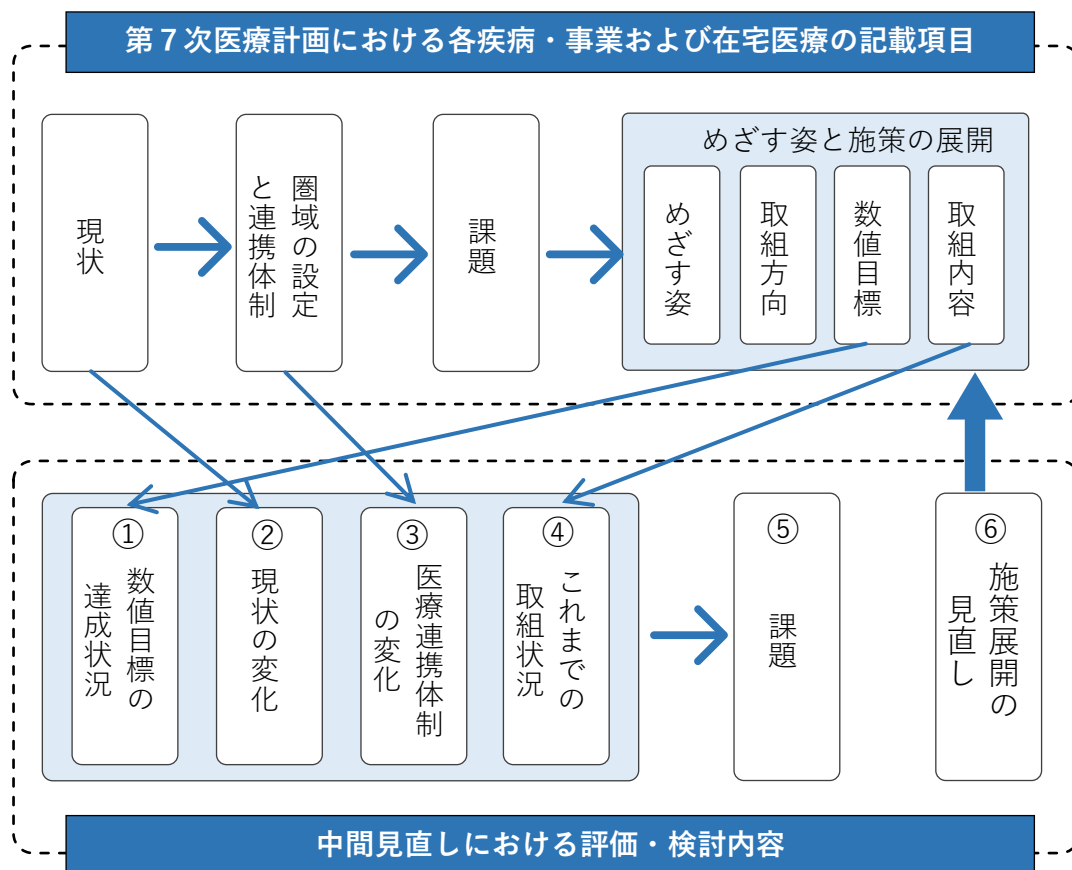 第７次医療計画における各疾病・事業および在宅医療の記載項目
現状
圏域の設定
と連携体制
課題
めざす姿と施策の展開
めざす姿
取組方向
数値目標
取組内容
①
数値目標の
達成状況
②
現状の変化
③
医療連携体制
の変化
④
これまでの
取組状況
⑤
課題
⑥
施策展開の
見直し
中間見直しにおける評価・検討内容